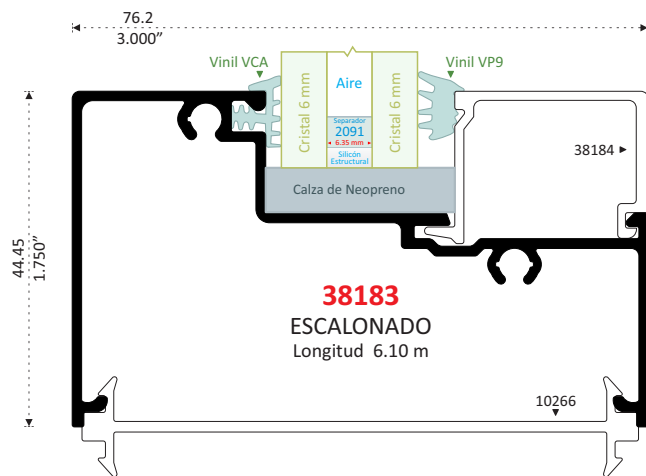 76.2
3.000”
Vinil VCA
Vinil VP9
Aire
Cristal 6 mm
Cristal 6 mm
Separador
2091
6.35 mm
Silicón
Estructural
38184
Calza de Neopreno
44.45
1.750”
38183
ESCALONADO
Longitud 6.10 m
10266